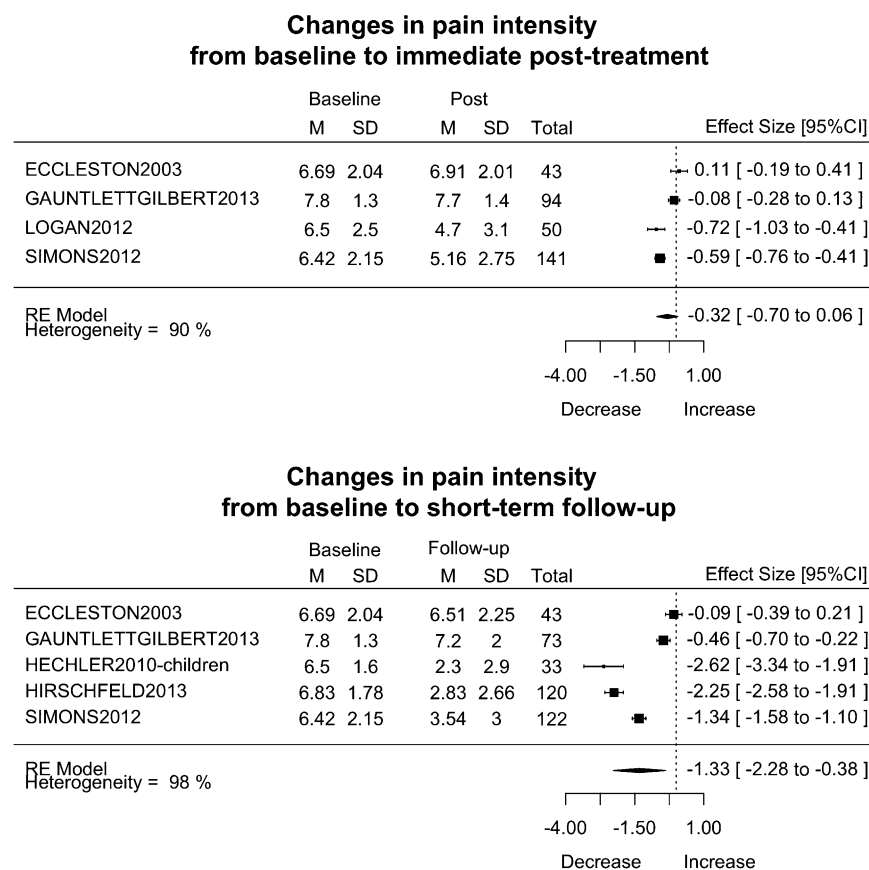 Changes in pain intensity
from baseline to immediate post-treatment
Baseline Post
M SD M SD Total Effect Size [95%CI]
ECCLESTON2003 6.69 2.04 6.91 2.01 43 0.11 [ -0.19 to 0.41 ]
GAUNTLETTGILBERT2013 7.8 1.3 7.7 1.4 94 -0.08 [ -0.28 to 0.13 ]
LOGAN2012 6.5 2.5 4.7 3.1 50 -0.72 [ -1.03 to -0.41 ]
SIMONS2012 6.42 2.15 5.16 2.75 141 -0.59 [ -0.76 to -0.41 ]
RE Model -0.32 [ -0.70 to 0.06 ]
Heterogeneity = 90 %
-4.00 -1.50 1.00
Decrease Increase
Changes in pain intensity
from baseline to short-term follow-up
Baseline Follow-up
M SD M SD Total Effect Size [95%CI]
ECCLESTON2003 6.69 2.04 6.51 2.25 43 -0.09 [ -0.39 to 0.21 ]
GAUNTLETTGILBERT2013 7.8 1.3 7.2 2 73 -0.46 [ -0.70 to -0.22 ]
HECHLER2010-children 6.5 1.6 2.3 2.9 33 -2.62 [ -3.34 to -1.91 ]
HIRSCHFELD2013 6.83 1.78 2.83 2.66 120 -2.25 [ -2.58 to -1.91 ]
SIMONS2012 6.42 2.15 3.54 3 122 -1.34 [ -1.58 to -1.10 ]
RE Model -1.33 [ -2.28 to -0.38 ]
Heterogeneity = 98 %
-4.00 -1.50 1.00
Decrease Increase